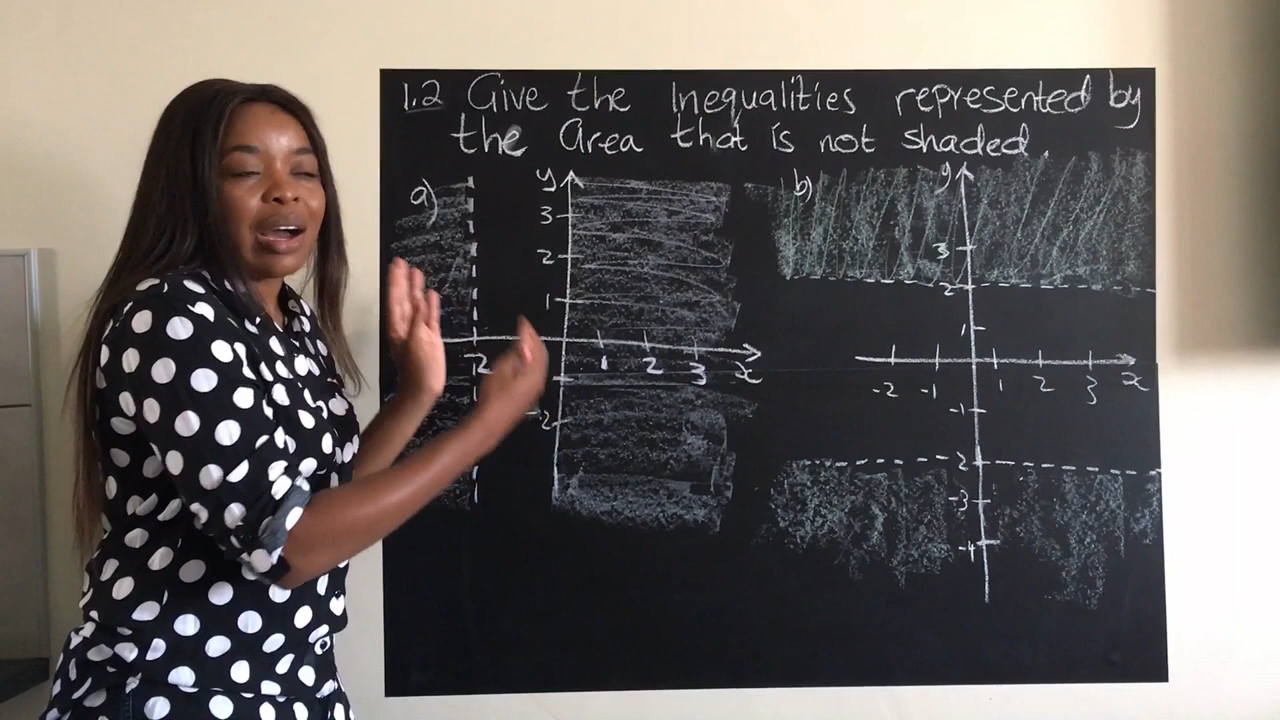 1.2 Give the Inequalities represented by
the Area that is not shaded.
a)
y
3
2
1
-2
1 2 3 x
-2
b)
y
3
2
1
-2 -1 1 2 3 x
-1
-2
-3
-4